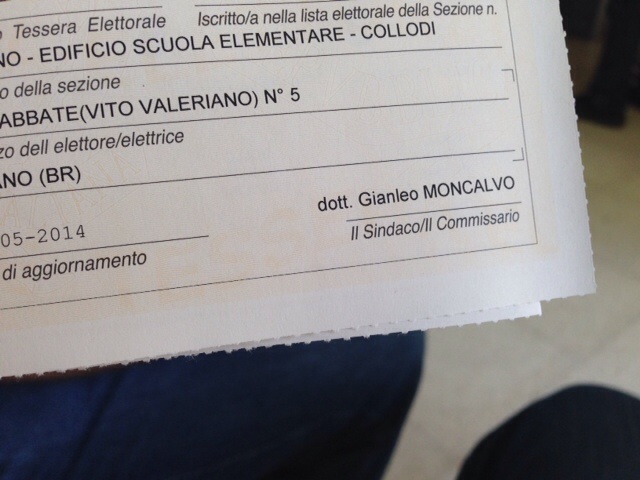 o Tessera Elettorale Iscritto/a nella lista elettorale della Sezione n.
NO - EDIFICIO SCUOLA ELEMENTARE - COLLODI
o della sezione
ABBATE(VITO VALERIANO) N° 5
zo dell elettore/elettrice
ANO (BR)
dott. Gianleo MONCALVO
05-2014
Il Sindaco/Il Commissario
di aggiornamento